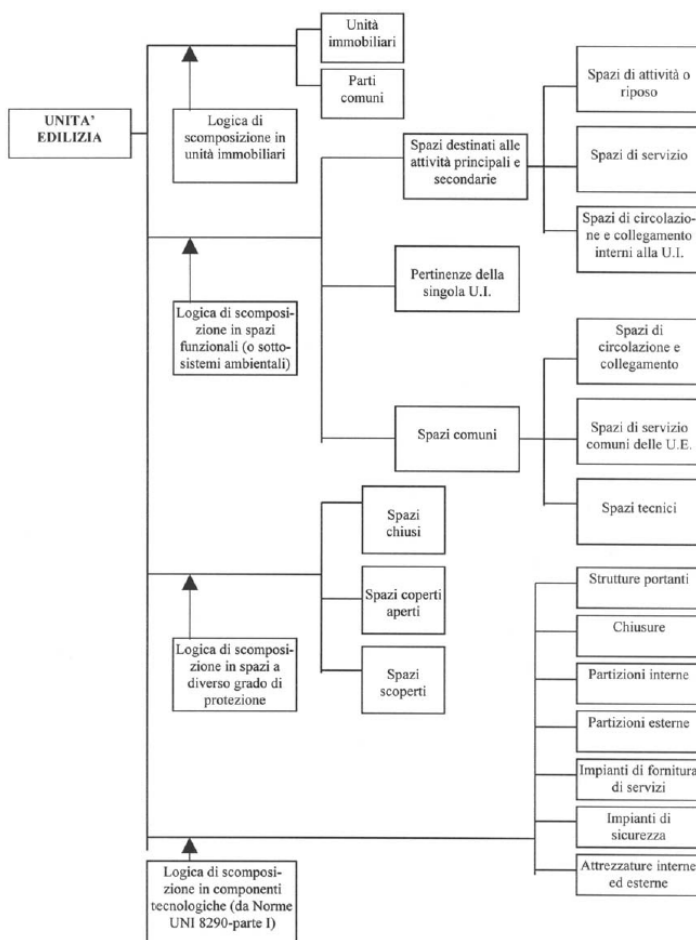 UNITA’
EDILIZIA
Logica di
scomposizione in
unità immobiliari
Unità
immobiliari
Parti
comuni
Logica di scomposi-
zione in spazi
funzionali (o sotto-
sistemi ambientali)
Spazi destinati alle
attività principali e
secondarie
Spazi di attività o
riposo
Spazi di servizio
Spazi di circolazio-
ne e collegamento
interni alla U.I.
Pertinenze della
singola U.I.
Spazi comuni
Spazi di
circolazione e
collegamento
Spazi di servizio
comuni delle U.E.
Spazi tecnici
Logica di scomposi-
zione in spazi a
diverso grado di
protezione
Spazi
chiusi
Spazi coperti
aperti
Spazi
scoperti
Logica di scomposi-
zione in componenti
tecnologiche (da Norme
UNI 8290-parte I)
Strutture portanti
Chiusure
Partizioni interne
Partizioni esterne
Impianti di fornitura
di servizi
Impianti di
sicurezza
Attrezzature interne
ed esterne